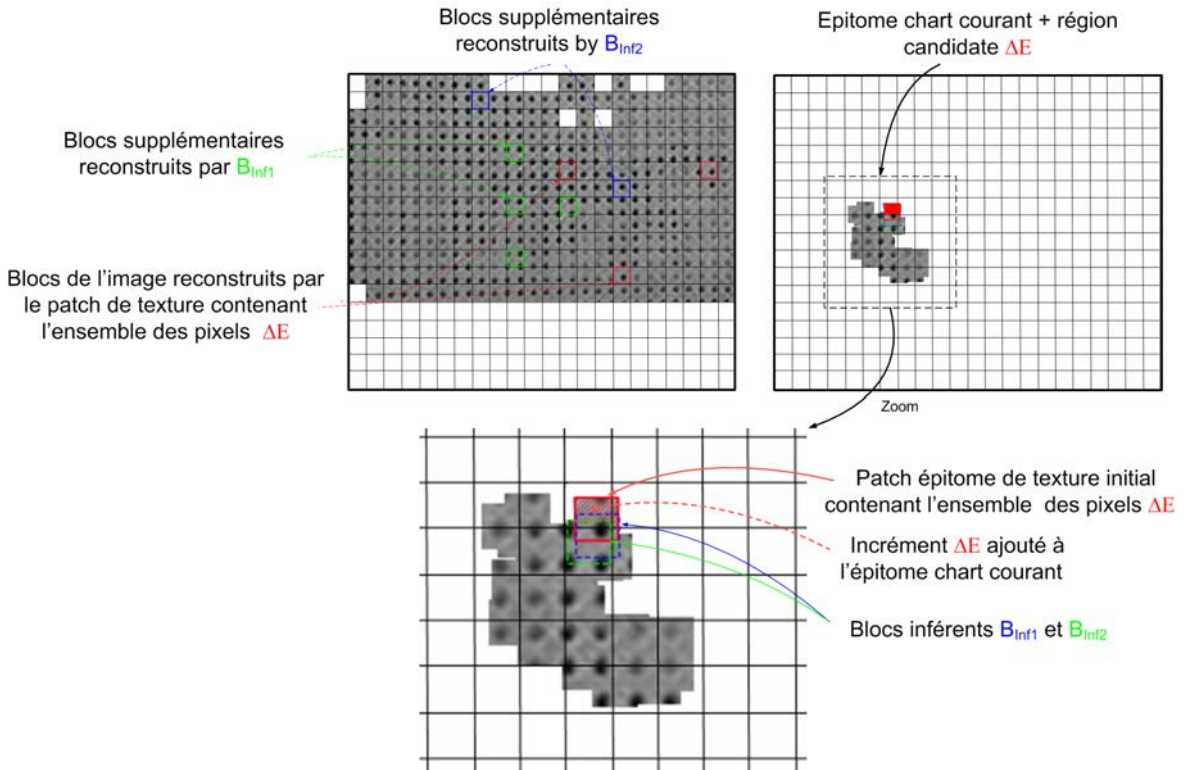 Blocs supplémentaires
reconstruits by BInf2
Epitome chart courant + région
candidate ΔE
Blocs supplémentaires
reconstruits par BInf1
Blocs de l'image reconstruits par
le patch de texture contenant
l'ensemble des pixels ΔE
Zoom
Patch épitome de texture initial
contenant l'ensemble des pixels ΔE
Incrément ΔE ajouté à
l'épitome chart courant
Blocs inférents BInf1 et BInf2